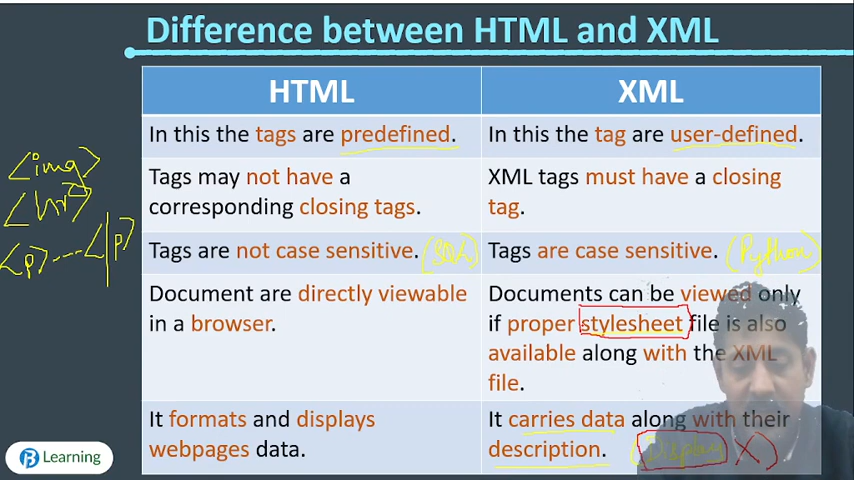 Difference between HTML and XML
HTML
XML
In this the tags are predefined.
In this the tag are user-defined.
<img>
<hr>
<p>----</p>
Tags may not have a
corresponding closing tags.
XML tags must have a closing
tag.
Tags are not case sensitive. (SQL)
Tags are case sensitive. (Python)
Document are directly viewable
in a browser.
Documents can be viewed only
if proper stylesheet file is also
available along with the XML
file.
It formats and displays
webpages data.
It carries data along with their
description. (Display X)
B Learning